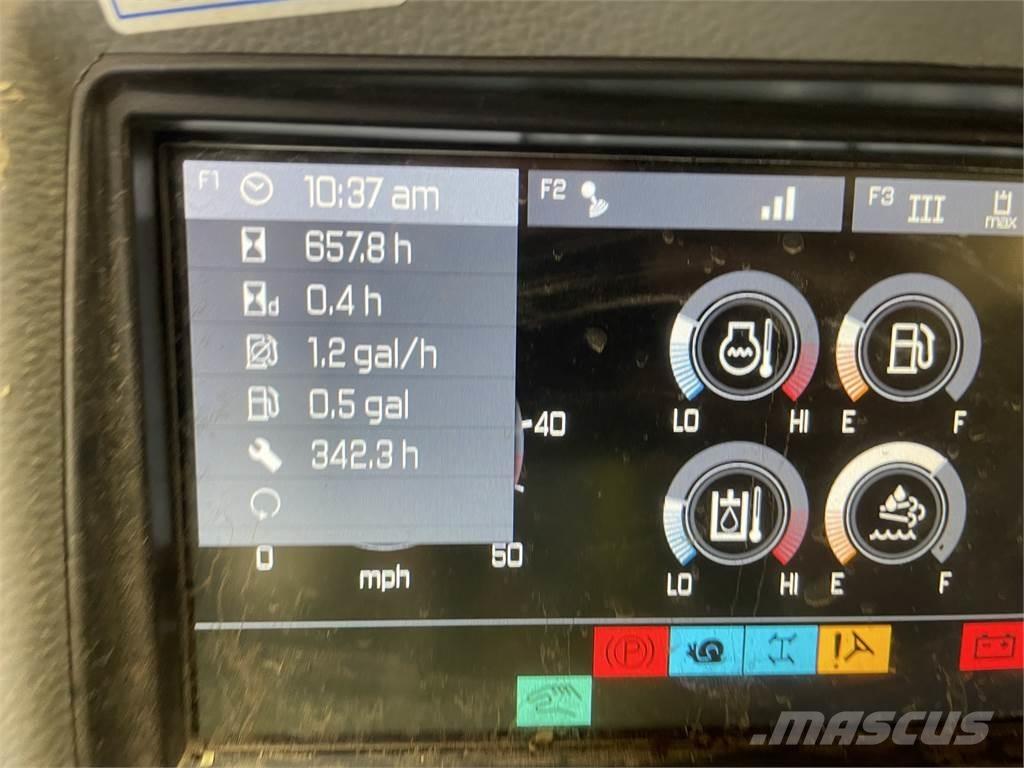 F1 10:37 am
F2
F3 III max
657.8 h
0.4 h
d
1.2 gal/h
0.5 gal
342.3 h
40
0
50
mph
LO HI
E F
LO HI
E F
(P)
MASCUS